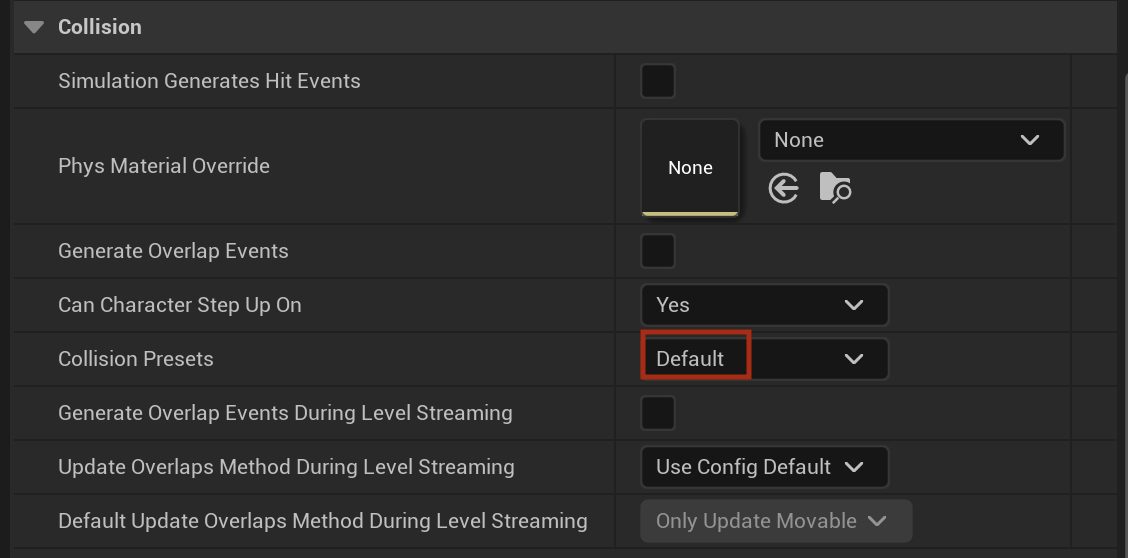 Collision
Simulation Generates Hit Events
Phys Material Override
None
None
Generate Overlap Events
Can Character Step Up On
Yes
Collision Presets
Default
Generate Overlap Events During Level Streaming
Update Overlaps Method During Level Streaming
Use Config Default
Default Update Overlaps Method During Level Streaming
Only Update Movable